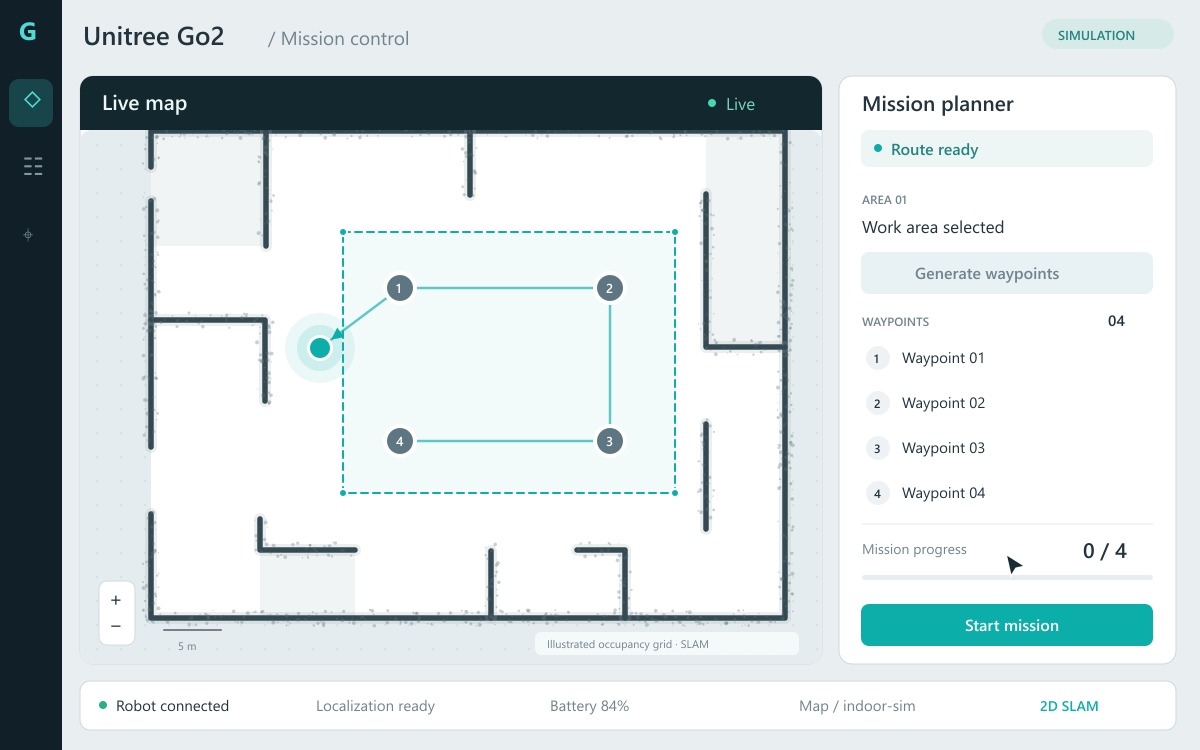 G
Unitree Go2 / Mission control
SIMULATION
Live map
Live
1
2
3
4
+
−
5 m
Illustrated occupancy grid · SLAM
Mission planner
Route ready
AREA 01
Work area selected
Generate waypoints
WAYPOINTS 04
1 Waypoint 01
2 Waypoint 02
3 Waypoint 03
4 Waypoint 04
Mission progress 0 / 4
Start mission
Robot connected Localization ready Battery 84% Map / indoor-sim 2D SLAM